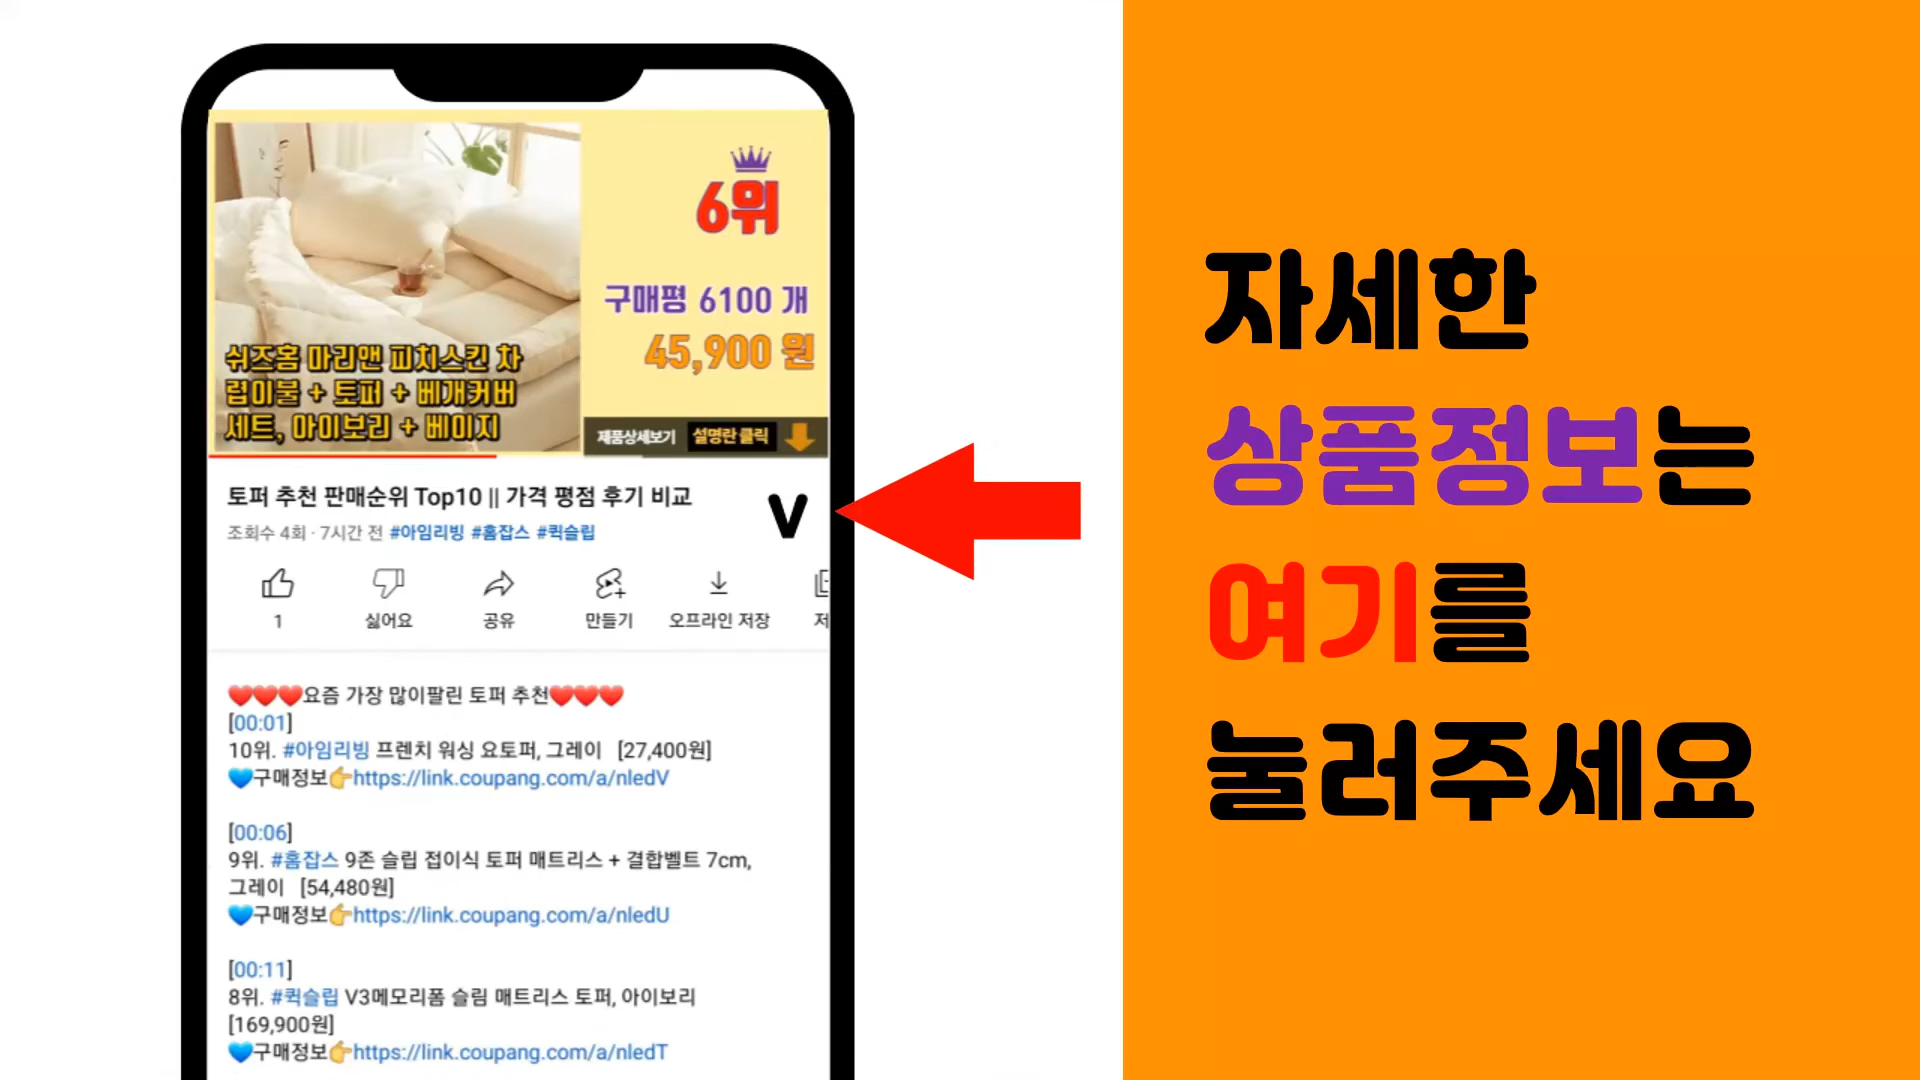 6위
구매평 6100 개
45,900 원
쉬즈홈 마리앤 피치스킨 차
렵이불 + 토퍼 + 베개커버
세트, 아이보리 + 베이지
제품상세보기 설명란 클릭
토퍼 추천 판매순위 Top10 || 가격 평점 후기 비교
V
조회수 4회 · 7시간 전 #아임리빙 #홈잡스 #퀵슬립
1 싫어요 공유 만들기 오프라인 저장 저
❤️❤️❤️요즘 가장 많이팔린 토퍼 추천❤️❤️❤️
[00:01]
10위. #아임리빙 프렌치 워싱 요토퍼, 그레이 [27,400원]
💙구매정보👉https://link.coupang.com/a/nledV
[00:06]
9위. #홈잡스 9존 슬립 접이식 토퍼 매트리스 + 결합벨트 7cm,
그레이 [54,480원]
💙구매정보👉https://link.coupang.com/a/nledU
[00:11]
8위. #퀵슬립 V3메모리폼 슬림 매트리스 토퍼, 아이보리
[169,900원]
💙구매정보👉https://link.coupang.com/a/nledT
자세한
상품정보는
여기를
눌러주세요